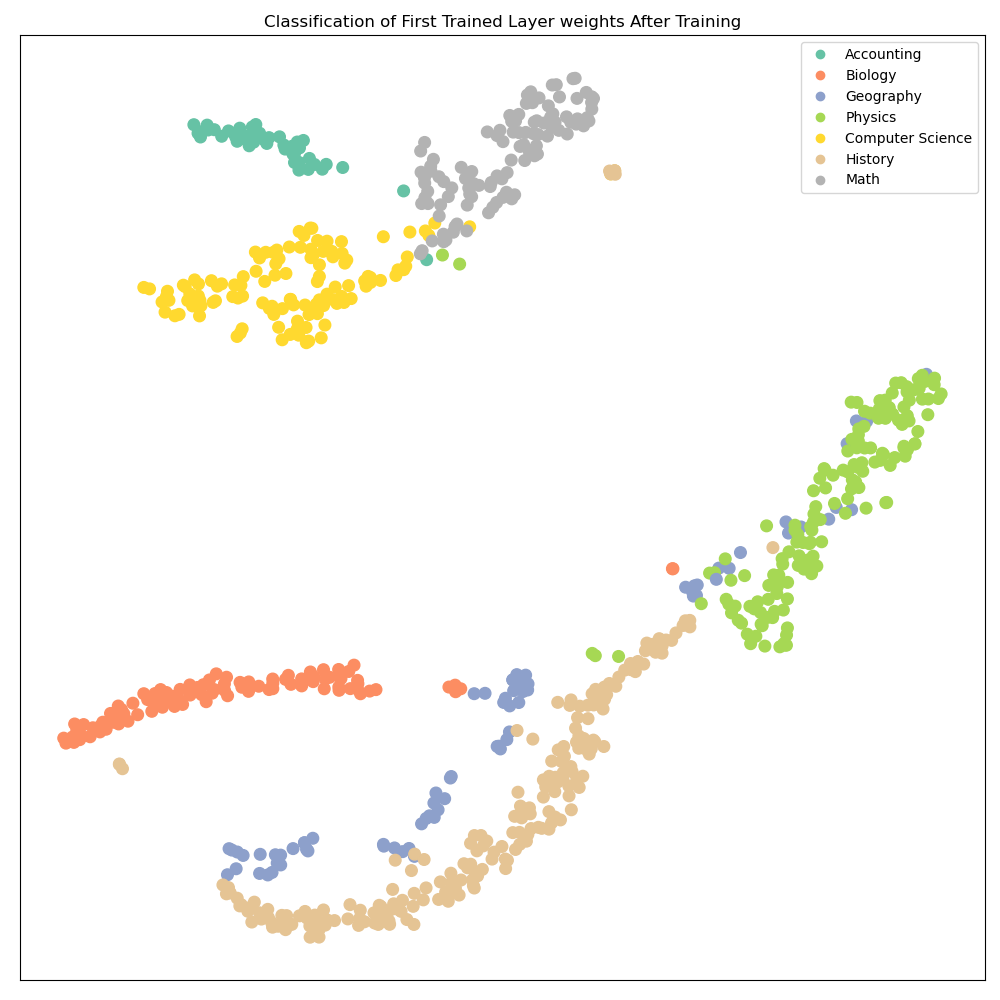 Classification of First Trained Layer weights After Training
Accounting
Biology
Geography
Physics
Computer Science
History
Math